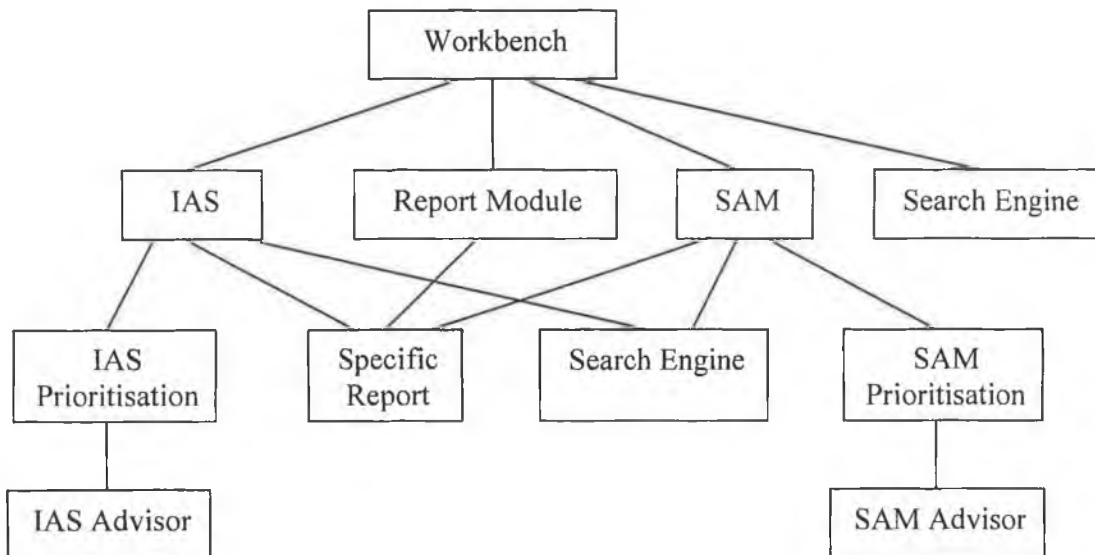 Workbench
IAS
Report Module
SAM
Search Engine
IAS
Prioritisation
Specific
Report
Search Engine
SAM
Prioritisation
IAS Advisor
SAM Advisor